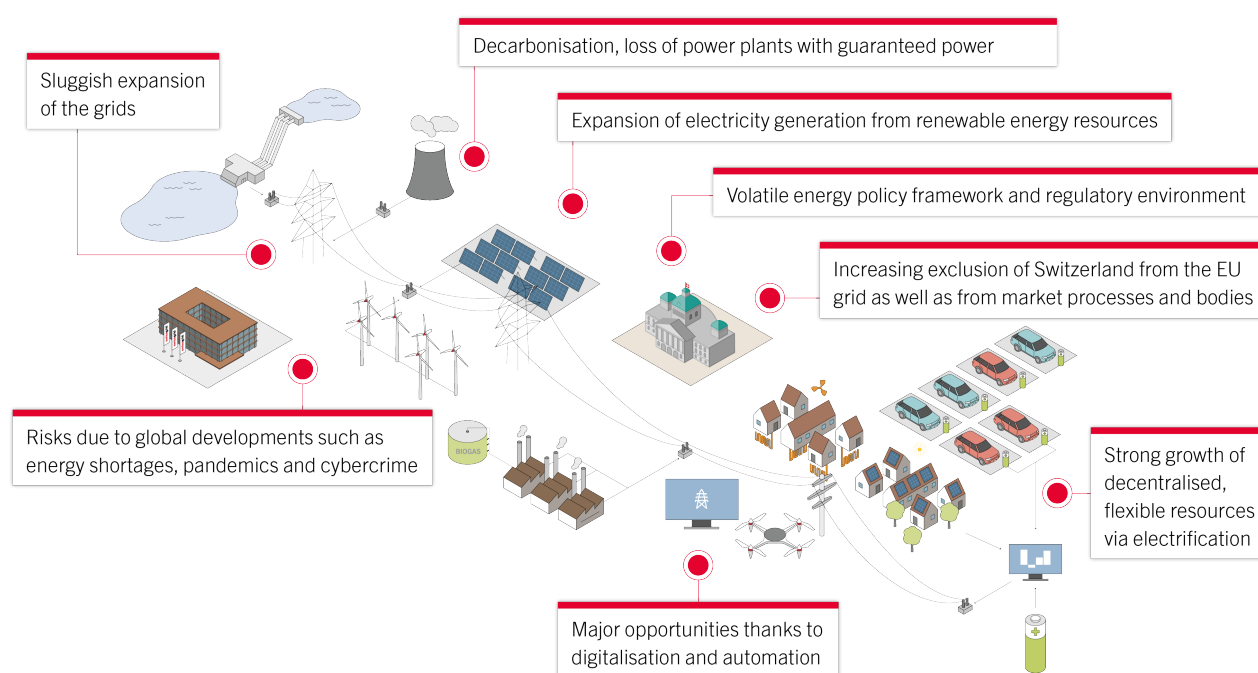 Decarbonisation, loss of power plants with guaranteed power
Sluggish expansion
of the grids
Expansion of electricity generation from renewable energy resources
Volatile energy policy framework and regulatory environment
Increasing exclusion of Switzerland from the EU
grid as well as from market processes and bodies
Risks due to global developments such as
energy shortages, pandemics and cybercrime
BIOGAS
Strong growth of
decentralised,
flexible resources
via electrification
Major opportunities thanks to
digitalisation and automation